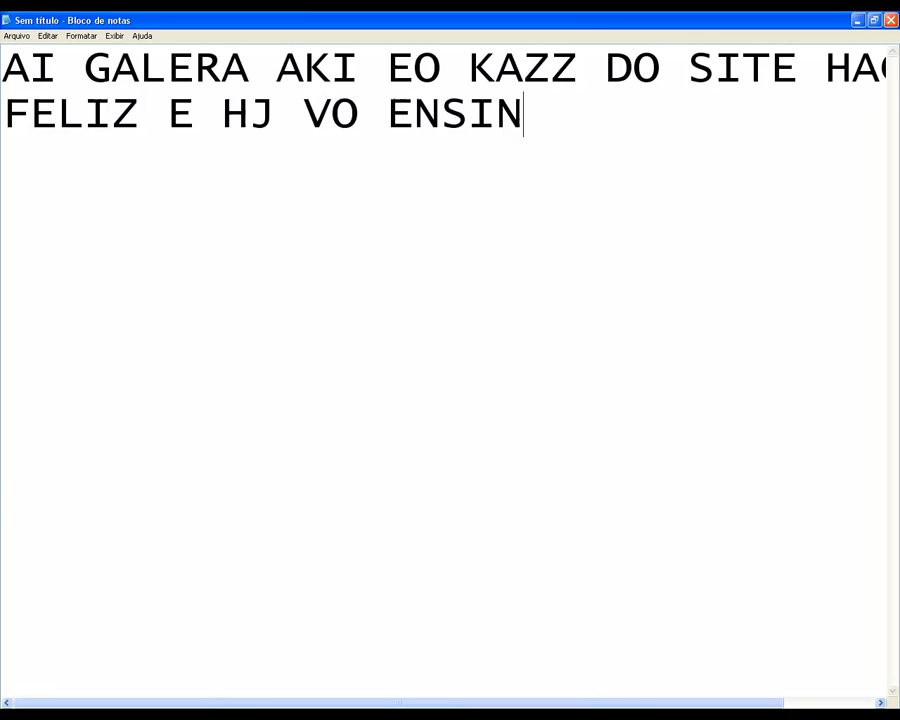 Sem título - Bloco de notas
Arquivo Editar Formatar Exibir Ajuda
AI GALERA AKI EO KAZZ DO SITE
FELIZ E HJ VO ENSIN